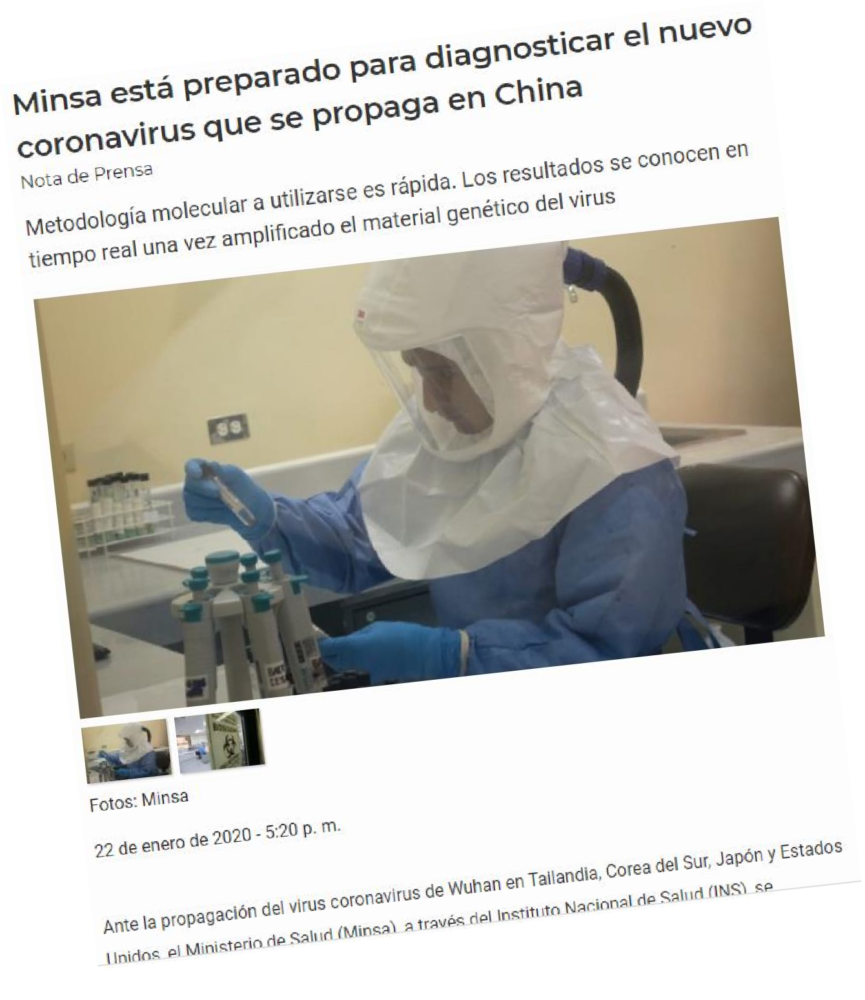 Minsa está preparado para diagnosticar el nuevo
coronavirus que se propaga en China
Nota de Prensa
Metodología molecular a utilizarse es rápida. Los resultados se conocen en
tiempo real una vez amplificado el material genético del virus
Fotos: Minsa
22 de enero de 2020 - 5:20 p. m.
Ante la propagación del virus coronavirus de Wuhan en Tailandia, Corea del Sur, Japón y Estados
Unidos, el Ministerio de Salud (Minsa), a través del Instituto Nacional de Salud (INS), se